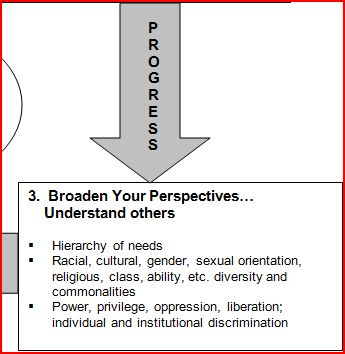 PROGRESS
3. Broaden Your Perspectives…
Understand others
▪ Hierarchy of needs
▪ Racial, cultural, gender, sexual orientation,
religious, class, ability, etc. diversity and
commonalities
▪ Power, privilege, oppression, liberation;
individual and institutional discrimination